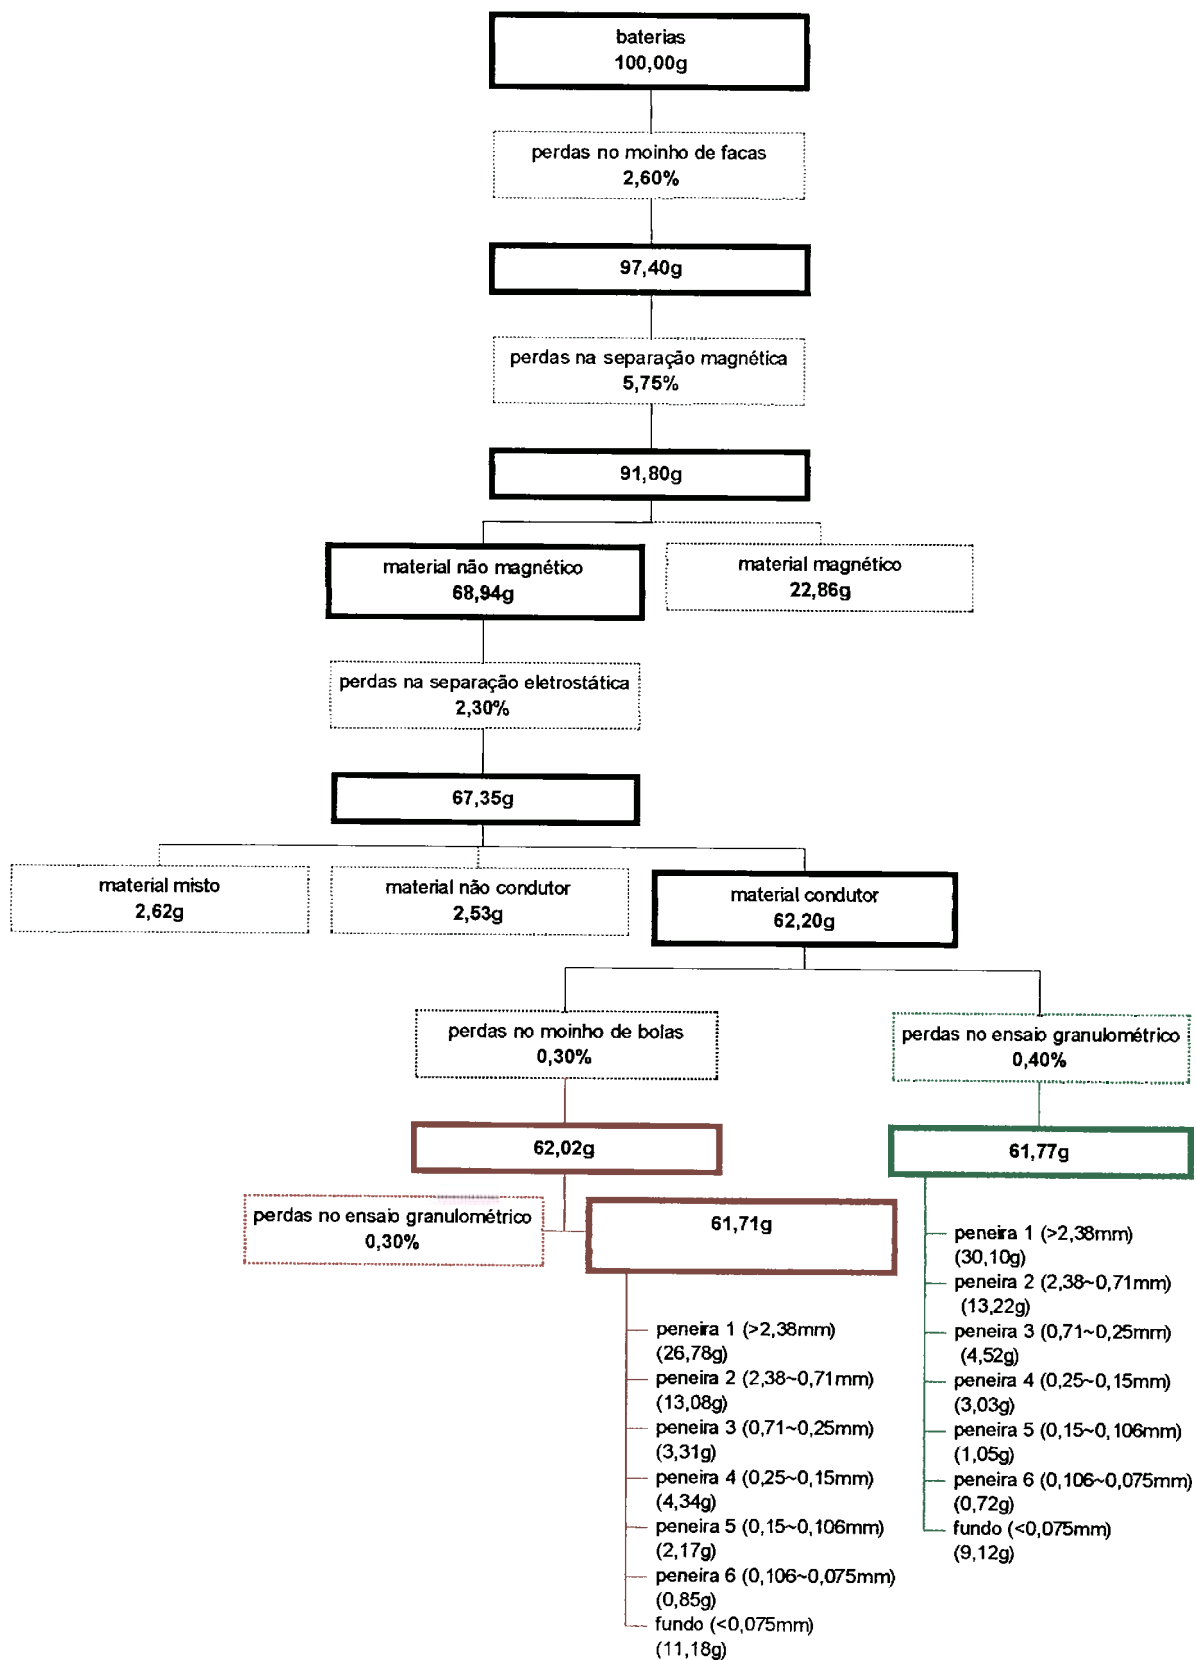 baterias
100,00g
perdas no moinho de facas
2,60%
97,40g
perdas na separação magnética
5,75%
91,80g
material não magnético
68,94g
material magnético
22,86g
perdas na separação eletrostática
2,30%
67,35g
material misto
2,62g
material não condutor
2,53g
material condutor
62,20g
perdas no moinho de bolas
0,30%
perdas no ensaio granulométrico
0,40%
62,02g
61,77g
perdas no ensaio granulométrico
0,30%
61,71g
peneira 1 (>2,38mm)
(26,78g)
peneira 2 (2,38~0,71mm)
(13,08g)
peneira 3 (0,71~0,25mm)
(3,31g)
peneira 4 (0,25~0,15mm)
(4,34g)
peneira 5 (0,15~0,106mm)
(2,17g)
peneira 6 (0,106~0,075mm)
(0,85g)
fundo (<0,075mm)
(11,18g)
peneira 1 (>2,38mm)
(30,10g)
peneira 2 (2,38~0,71mm)
(13,22g)
peneira 3 (0,71~0,25mm)
(4,52g)
peneira 4 (0,25~0,15mm)
(3,03g)
peneira 5 (0,15~0,106mm)
(1,05g)
peneira 6 (0,106~0,075mm)
(0,72g)
fundo (<0,075mm)
(9,12g)